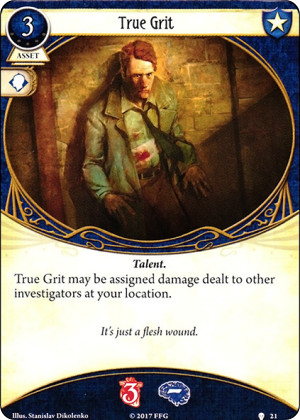 True Grit
3
ASSET
Talent.
True Grit may be assigned damage dealt to other
investigators at your location.
It's just a flesh wound.
3
Illus. Stanislav Dikolenko
© 2017 FFG
21